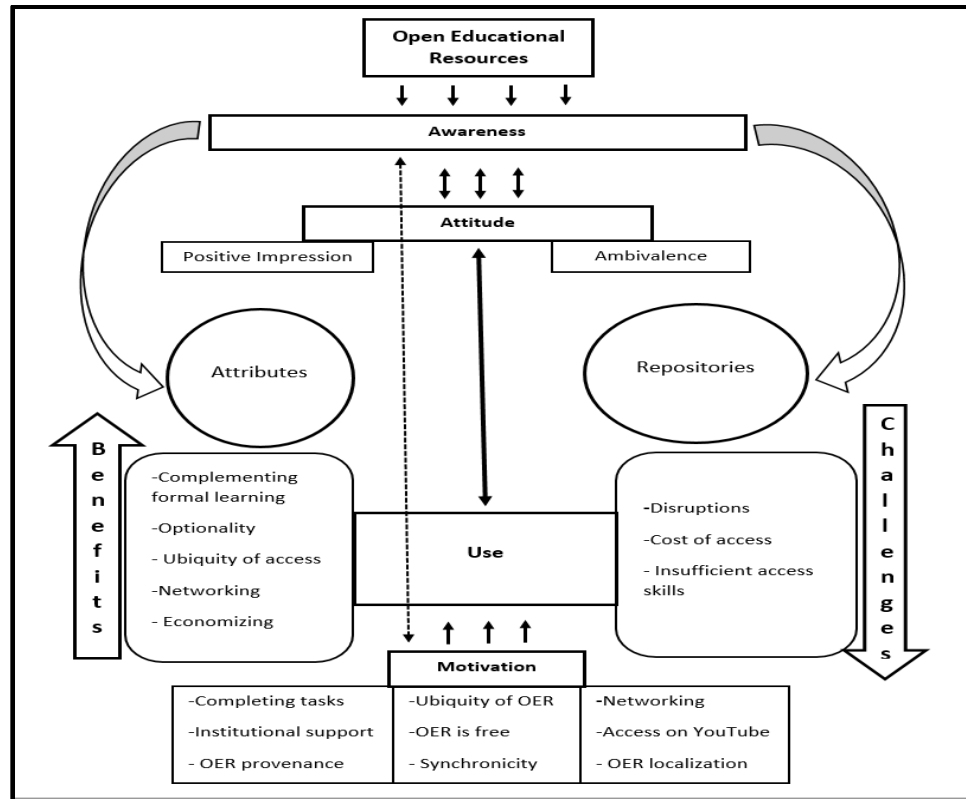 Open Educational
Resources
Awareness
Attitude
Positive Impression
Ambivalence
Attributes
Repositories
Benefits
-Complementing
formal learning
-Optionality
- Ubiquity of access
-Networking
- Economizing
Use
-Disruptions
-Cost of access
- Insufficient access
skills
Challenges
Motivation
-Completing tasks
-Institutional support
- OER provenance
-Ubiquity of OER
-OER is free
- Synchronicity
-Networking
-Access on YouTube
- OER localization